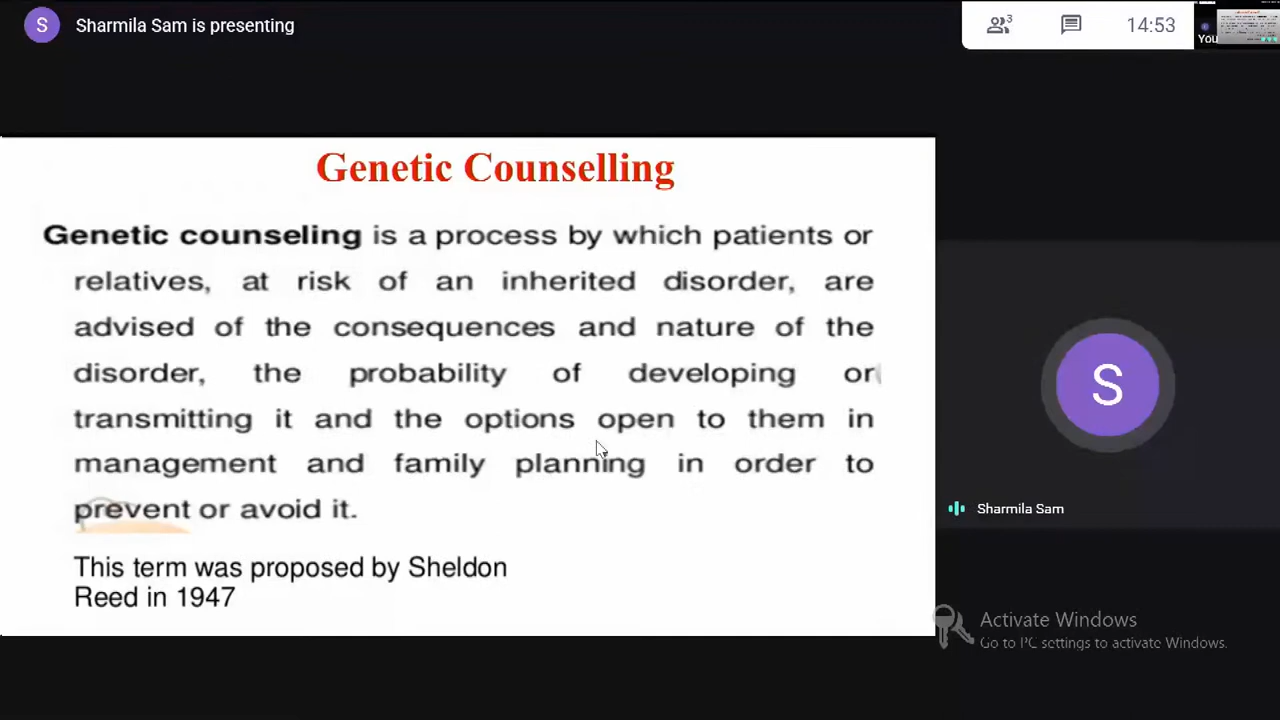 S
Sharmila Sam is presenting
3
14:53
You
Genetic Counselling
Genetic counseling is a process by which patients or
relatives, at risk of an inherited disorder, are
advised of the consequences and nature of the
disorder, the probability of developing or
transmitting it and the options open to them in
management and family planning in order to
prevent or avoid it.
This term was proposed by Sheldon
Reed in 1947
S
Sharmila Sam
Activate Windows
Go to PC settings to activate Windows.